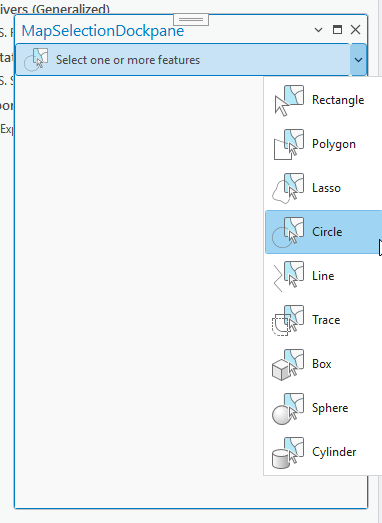 ivers (Generalized)
MapSelectionDockpane
Select one or more features
Rectangle
Polygon
Lasso
Circle
Line
Trace
Box
Sphere
Cylinder